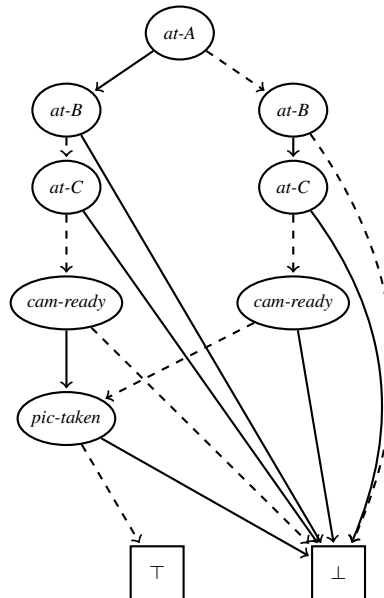 at-A
at-B at-B
at-C at-C
cam-ready cam-ready
pic-taken
⊤ ⊥